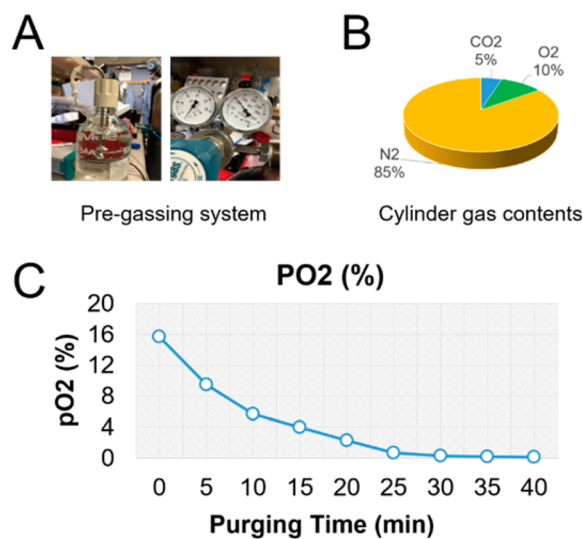 A
B
CO2
5%
O2
10%
N2
85%
Pre-gassing system
Cylinder gas contents
C
PO2 (%)
20
16
12
8
4
0
pO2 (%)
0 5 10 15 20 25 30 35 40
Purging Time (min)